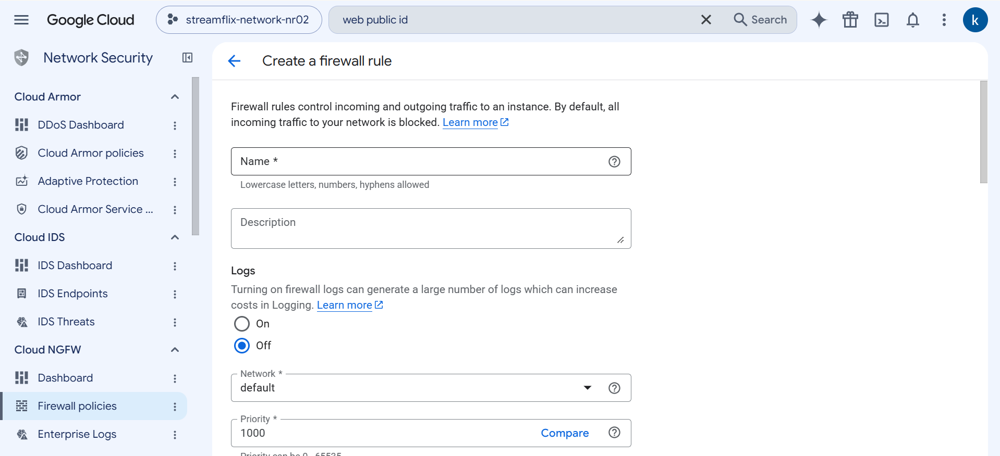 Google Cloud
streamflix-network-nr02
web public id
Search
k
Network Security
Create a firewall rule
Cloud Armor
DDoS Dashboard
Cloud Armor policies
Adaptive Protection
Cloud Armor Service ...
Cloud IDS
IDS Dashboard
IDS Endpoints
IDS Threats
Cloud NGFW
Dashboard
Firewall policies
Enterprise Logs
Firewall rules control incoming and outgoing traffic to an instance. By default, all
incoming traffic to your network is blocked. Learn more
Name *
Lowercase letters, numbers, hyphens allowed
Description
Logs
Turning on firewall logs can generate a large number of logs which can increase
costs in Logging. Learn more
On
Off
Network *
default
Priority *
1000
Compare
Priority can be 0 - 65535